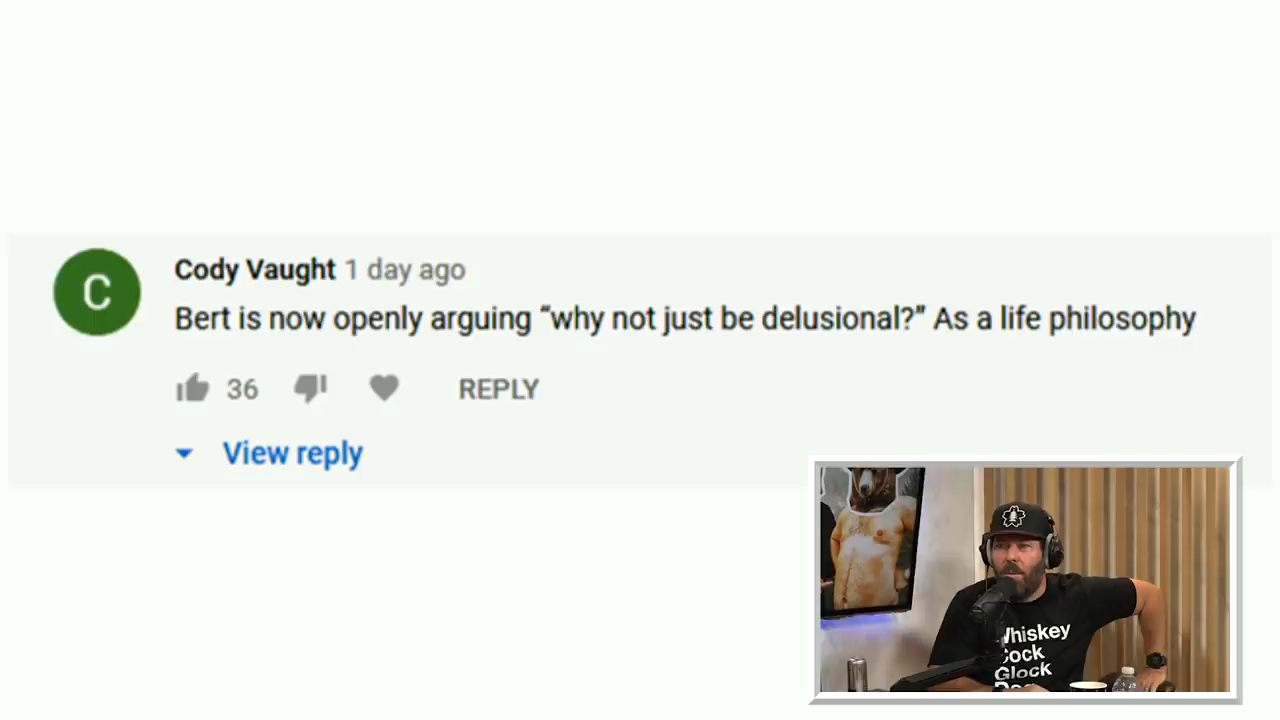 C
Cody Vaught 1 day ago
Bert is now openly arguing “why not just be delusional?” As a life philosophy
36
REPLY
View reply
Whiskey
Cock
Glock